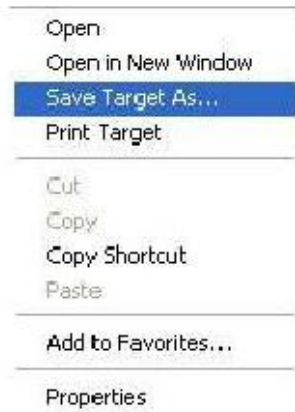 Open
Open in New Window
Save Target As...
Print Target
Cut
Copy
Copy Shortcut
Paste
Add to Favorites...
Properties